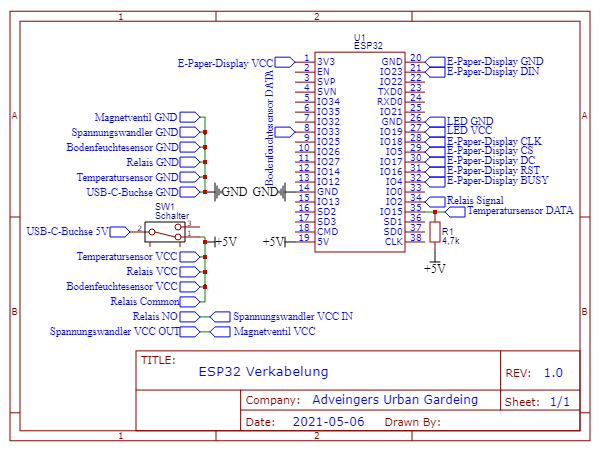 1 2
A A
B B
1 2
U1
ESP32
E-Paper-Display VCC
Bodenfeuchtesensor DATA
1 3V3 GND 20 E-Paper-Display GND
2 EN IO23 21 E-Paper-Display DIN
3 SVP IO22 22
4 SVN TXD0 23
5 IO34 RXD0 24
6 IO35 IO21 25
7 IO32 GND 26 LED GND
8 IO33 IO19 27 LED VCC
9 IO25 IO18 28 E-Paper-Display CLK
10 IO26 IO5 29 E-Paper-Display CS
11 IO27 IO17 30 E-Paper-Display DC
12 IO14 IO16 31 E-Paper-Display RST
13 IO12 IO4 32 E-Paper-Display BUSY
14 GND IO0 33
15 IO13 IO2 34 Relais Signal
16 SD2 IO15 35 Temperatursensor DATA
17 SD3 SD1 36
18 CMD SD0 37
19 5V CLK 38
R1
4,7k
+5V
Magnetventil GND
Spannungswandler GND
Bodenfeuchtesensor GND
Relais GND
Temperatursensor GND
USB-C-Buchse GND
GND GND
SW1
Schalter
USB-C-Buchse 5V 2 3 1
+5V +5V
Temperatursensor VCC
Relais VCC
Bodenfeuchtesensor VCC
Relais Common
Relais NO Spannungswandler VCC IN
Spannungswandler VCC OUT Magnetventil VCC
TITLE:
ESP32 Verkabelung
REV: 1.0
Company: Adveingers Urban Gardeing
Sheet: 1/1
Date: 2021-05-06 Drawn By: